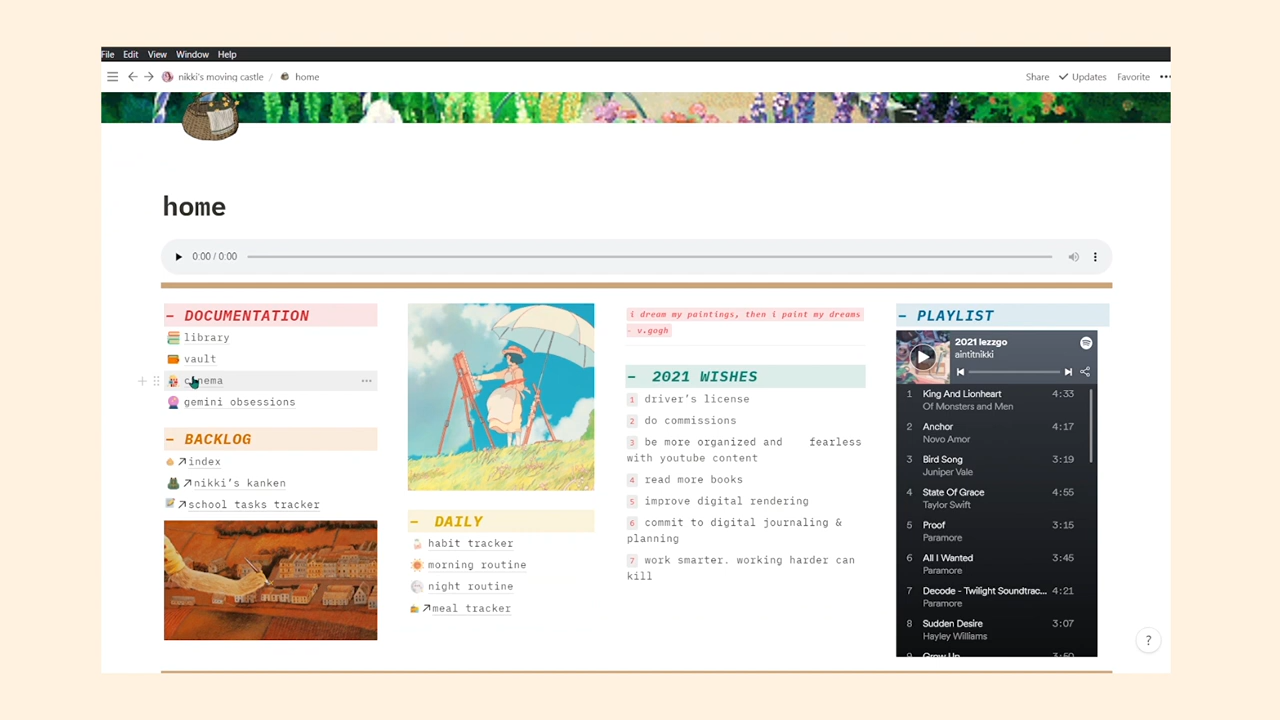 File Edit View Window Help
nikki's moving castle / home
Share Updates Favorite
home
0:00 / 0:00
– DOCUMENTATION
library
vault
cinema
gemini obsessions
– BACKLOG
index
nikki's kanken
school tasks tracker
– DAILY
habit tracker
morning routine
night routine
meal tracker
i dream my paintings, then i paint my dreams
- v.gogh
– 2021 WISHES
1 driver's license
2 do commissions
3 be more organized and fearless
with youtube content
4 read more books
5 improve digital rendering
6 commit to digital journaling &
planning
7 work smarter. working harder can
kill
– PLAYLIST
2021 lezzgo
aintitnikki
1 King And Lionheart 4:33
Of Monsters and Men
2 Anchor 4:17
Novo Amor
3 Bird Song 3:19
Juniper Vale
4 State Of Grace 4:55
Taylor Swift
5 Proof 3:15
Paramore
6 All I Wanted 3:45
Paramore
7 Decode - Twilight Soundtrac... 4:21
Paramore
8 Sudden Desire 3:07
Hayley Williams
9 Grow Up 3:50
?